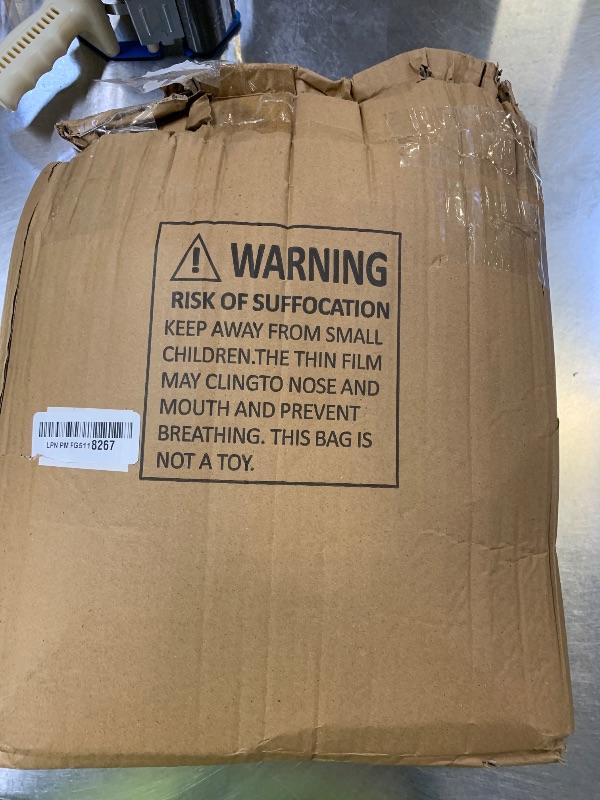 WARNING
RISK OF SUFFOCATION
KEEP AWAY FROM SMALL
CHILDREN.THE THIN FILM
MAY CLINGTO NOSE AND
MOUTH AND PREVENT
BREATHING. THIS BAG IS
NOT A TOY.
LPN PM FG5118267